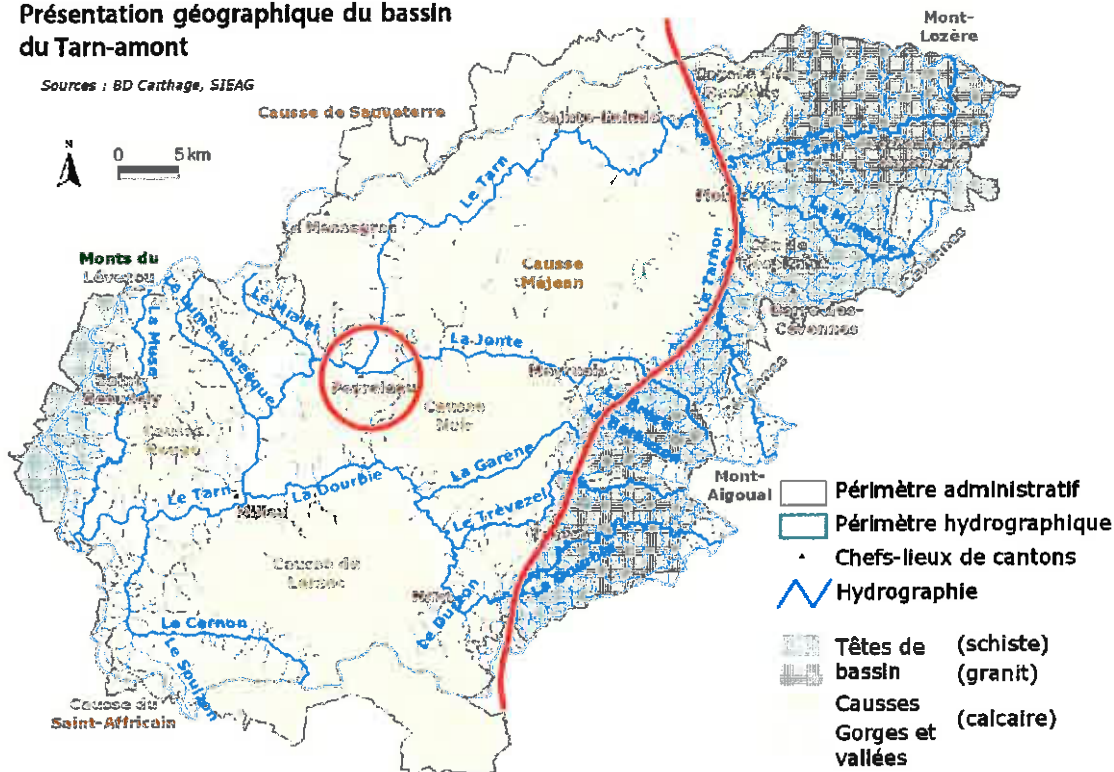 Présentation géographique du bassin
du Tarn-amont
Sources : BD Carthage, SIEAG
N
0 5 km
Mont-
Lozère
Causse de Sauveterre
Le Tarn
Le Tarn
Monts du
Lévezou
Causse
Méjean
Le Tarnon
Cévennes
La Muse
Le Lumensonesque
Le Mialet
La Jonte
Meyrueis
Peyreleau
Causse
Noir
La Garène
Le Trévezel
Mont-
Aigoual
Le Tarn
La Dourbie
Millau
Causse du
Larzac
Le Durzon
Le Cernon
Le Soulzon
Causse du
Saint-Affricain
Périmètre administratif
Périmètre hydrographique
Chefs-lieux de cantons
Hydrographie
Têtes de (schiste)
bassin (granit)
Causses
Gorges et (calcaire)
vallées